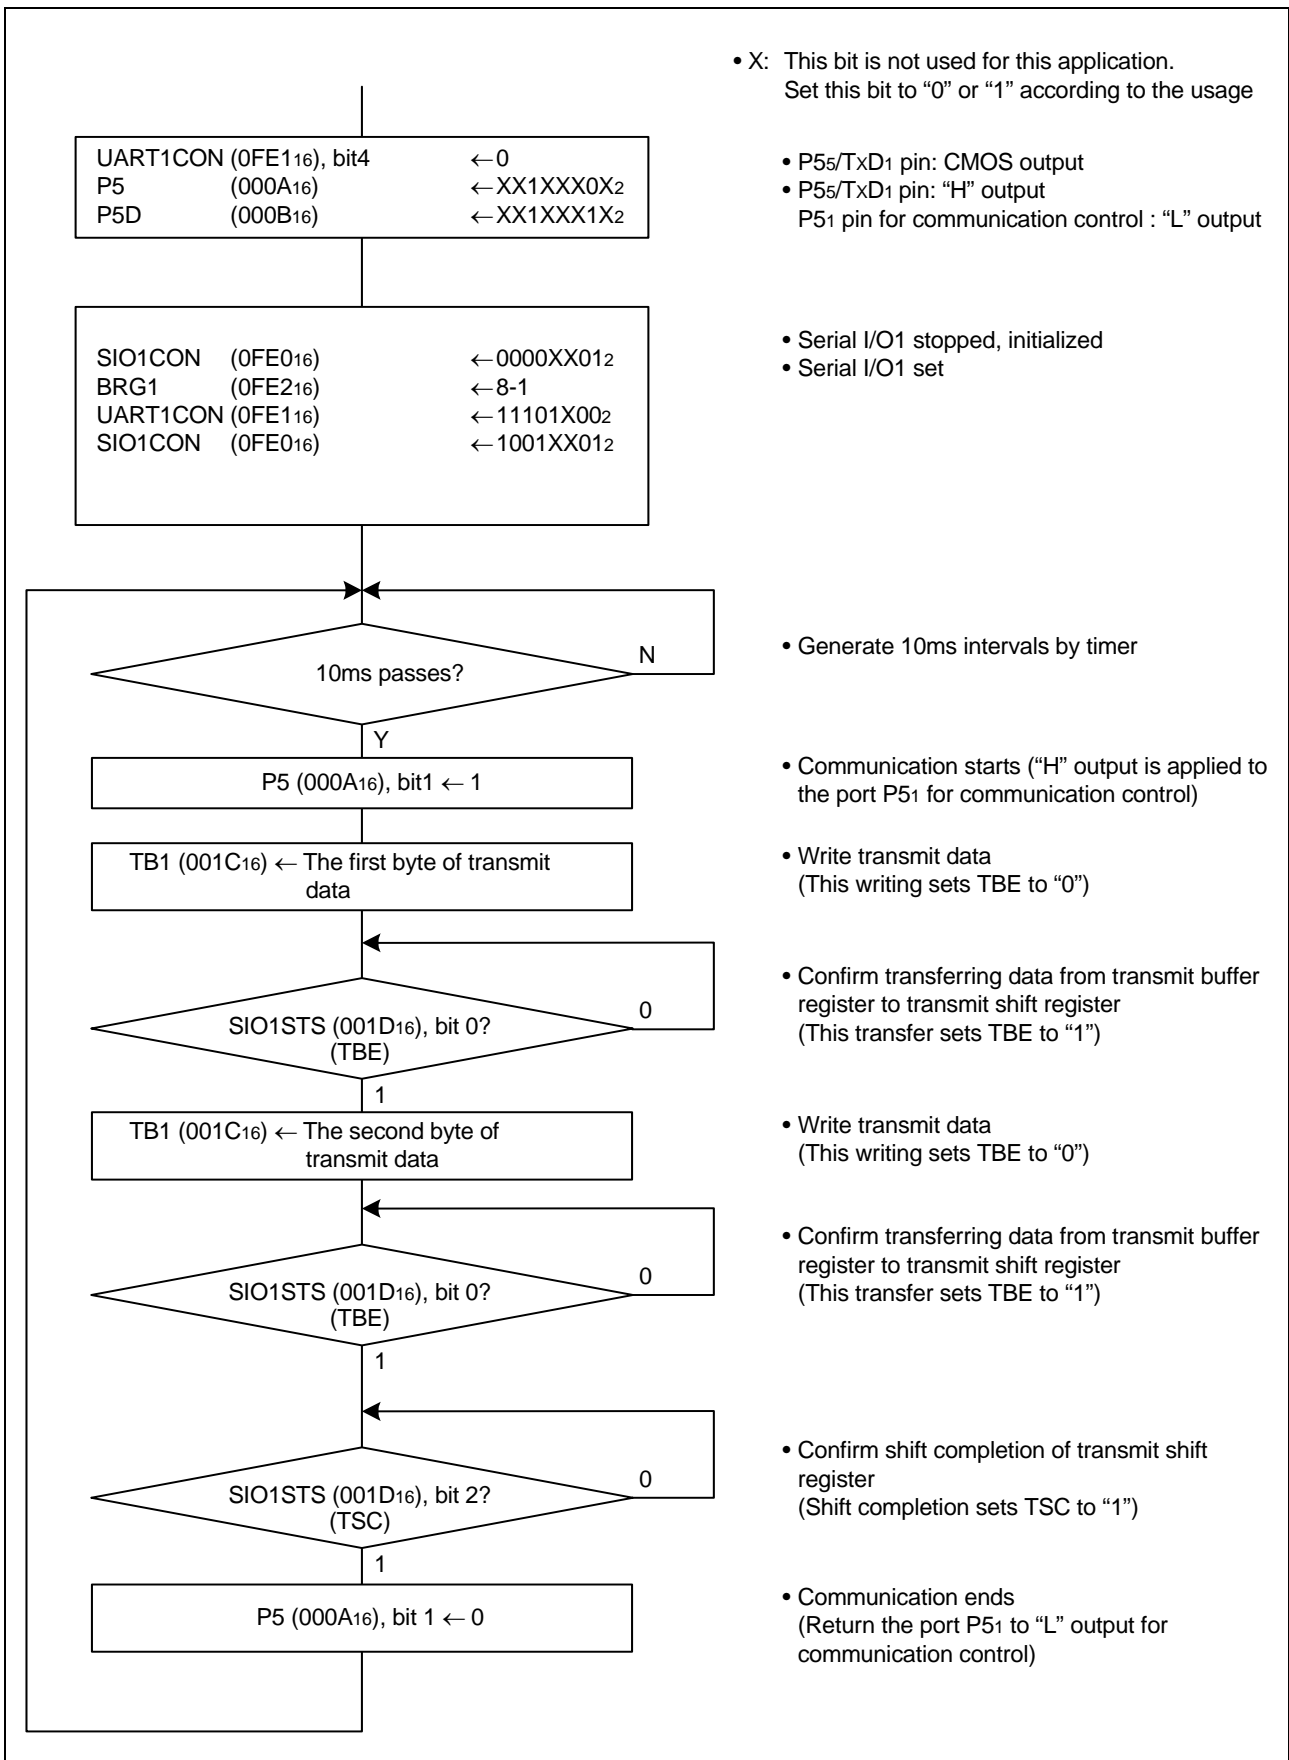 • X: This bit is not used for this application.
Set this bit to “0” or “1” according to the usage
UART1CON (0FE1₁₆), bit4 ←0
P5 (000A₁₆) ←XX1XXX0X₂
P5D (000B₁₆) ←XX1XXX1X₂
• P5₅/TxD₁ pin: CMOS output
• P5₅/TxD₁ pin: “H” output
P5₁ pin for communication control : “L” output
SIO1CON (0FE0₁₆) ←0000XX01₂
BRG1 (0FE2₁₆) ←8-1
UART1CON (0FE1₁₆) ←11101X00₂
SIO1CON (0FE0₁₆) ←1001XX01₂
• Serial I/O1 stopped, initialized
• Serial I/O1 set
10ms passes?
N
Y
• Generate 10ms intervals by timer
P5 (000A₁₆), bit1 ← 1
• Communication starts (“H” output is applied to
the port P5₁ for communication control)
TB1 (001C₁₆) ← The first byte of transmit
data
• Write transmit data
(This writing sets TBE to “0”)
SIO1STS (001D₁₆), bit 0?
(TBE)
0
1
• Confirm transferring data from transmit buffer
register to transmit shift register
(This transfer sets TBE to “1”)
TB1 (001C₁₆) ← The second byte of
transmit data
• Write transmit data
(This writing sets TBE to “0”)
SIO1STS (001D₁₆), bit 0?
(TBE)
0
1
• Confirm transferring data from transmit buffer
register to transmit shift register
(This transfer sets TBE to “1”)
SIO1STS (001D₁₆), bit 2?
(TSC)
0
1
• Confirm shift completion of transmit shift
register
(Shift completion sets TSC to “1”)
P5 (000A₁₆), bit 1 ← 0
• Communication ends
(Return the port P5₁ to “L” output for
communication control)